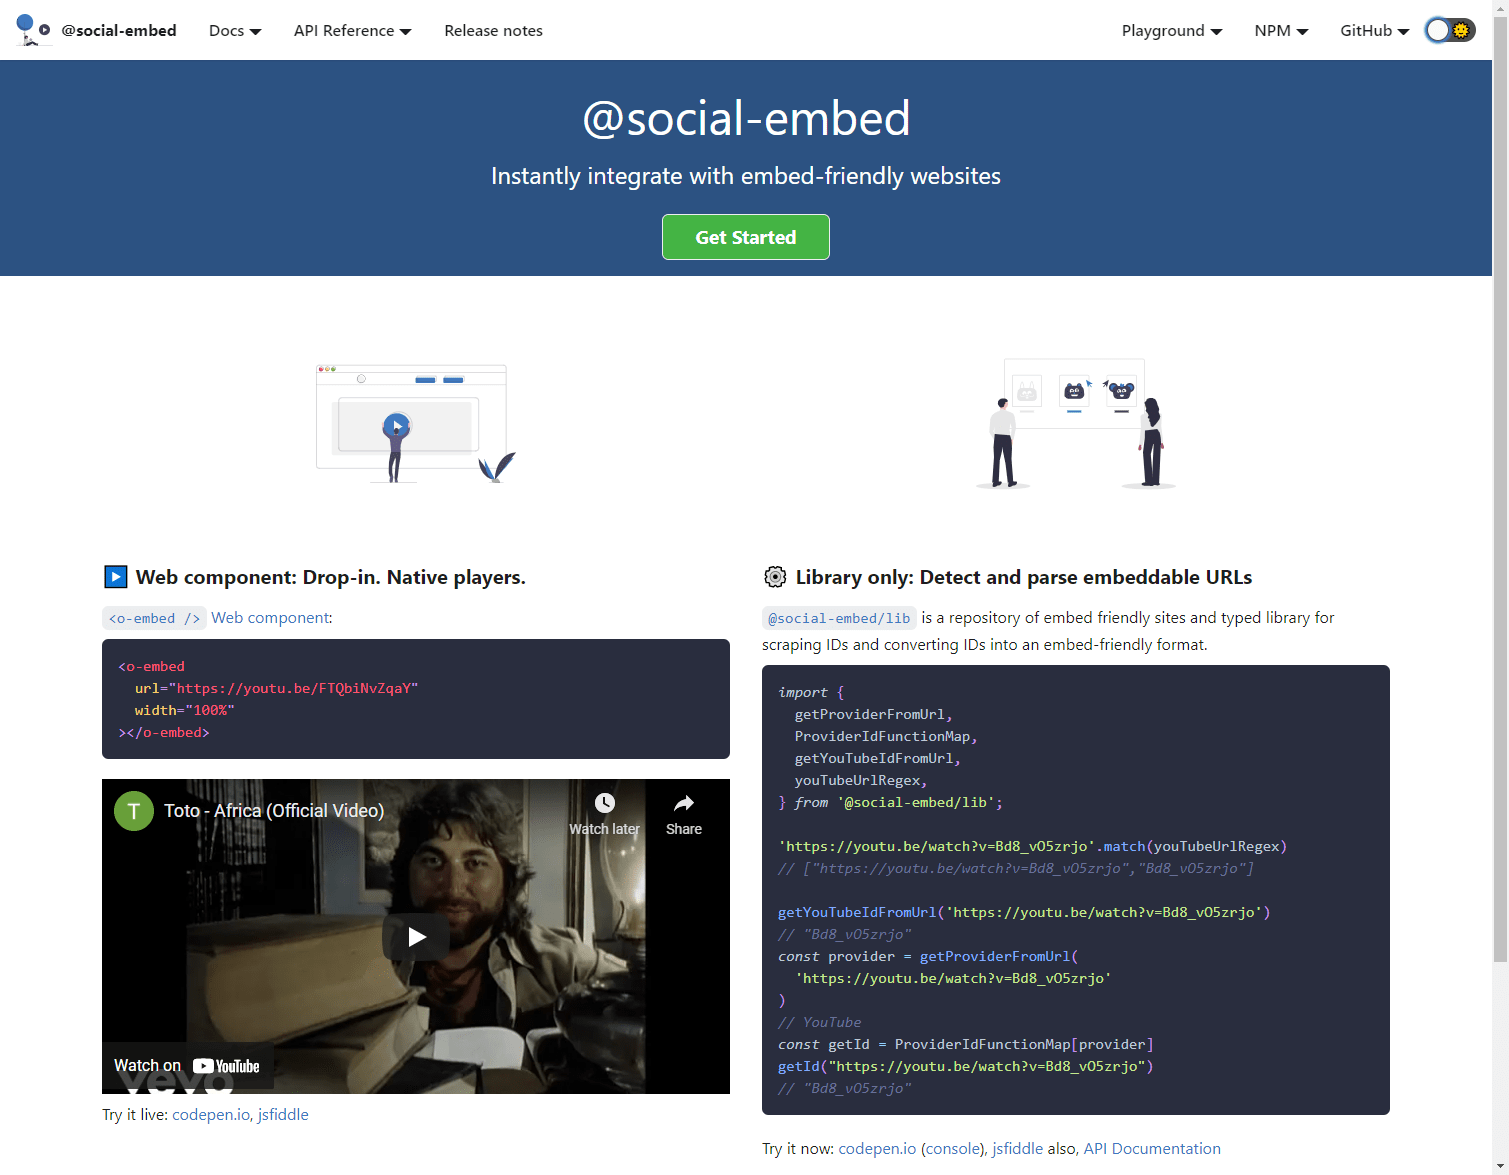 @social-embed
Docs
API Reference
Release notes
Playground
NPM
GitHub
@social-embed
Instantly integrate with embed-friendly websites
Get Started
Web component: Drop-in. Native players.
<o-embed /> Web component:
<o-embed
  url="https://youtu.be/FTQbiNvZqaY"
  width="100%"
></o-embed>
T
Toto - Africa (Official Video)
Watch later
Share
Watch on YouTube
vevo
Try it live: codepen.io, jsfiddle
Library only: Detect and parse embeddable URLs
@social-embed/lib is a repository of embed friendly sites and typed library for
scraping IDs and converting IDs into an embed-friendly format.
import {
  getProviderFromUrl,
  ProviderIdFunctionMap,
  getYouTubeIdFromUrl,
  youTubeUrlRegex,
} from '@social-embed/lib';
'https://youtu.be/watch?v=Bd8_vO5zrjo'.match(youTubeUrlRegex)
// ["https://youtu.be/watch?v=Bd8_vO5zrjo","Bd8_vO5zrjo"]
getYouTubeIdFromUrl('https://youtu.be/watch?v=Bd8_vO5zrjo')
// "Bd8_vO5zrjo"
const provider = getProviderFromUrl(
  'https://youtu.be/watch?v=Bd8_vO5zrjo'
)
// YouTube
const getId = ProviderIdFunctionMap[provider]
getId("https://youtu.be/watch?v=Bd8_vO5zrjo")
// "Bd8_vO5zrjo"
Try it now: codepen.io (console), jsfiddle also, API Documentation